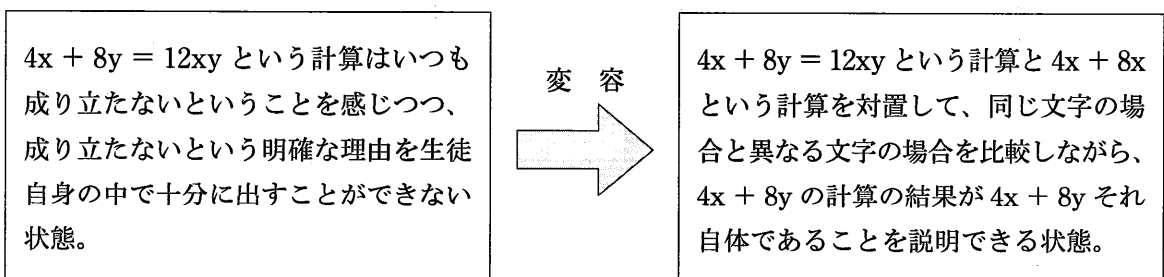 4x + 8y = 12xy という計算はいつも
成り立たないということを感じつつ、
成り立たないという明確な理由を生徒
自身の中で十分に出すことができない
状態。
変 容
4x + 8y = 12xy という計算と 4x + 8x
という計算を対置して、同じ文字の場
合と異なる文字の場合を比較しながら、
4x + 8y の計算の結果が 4x + 8y それ
自体であることを説明できる状態。